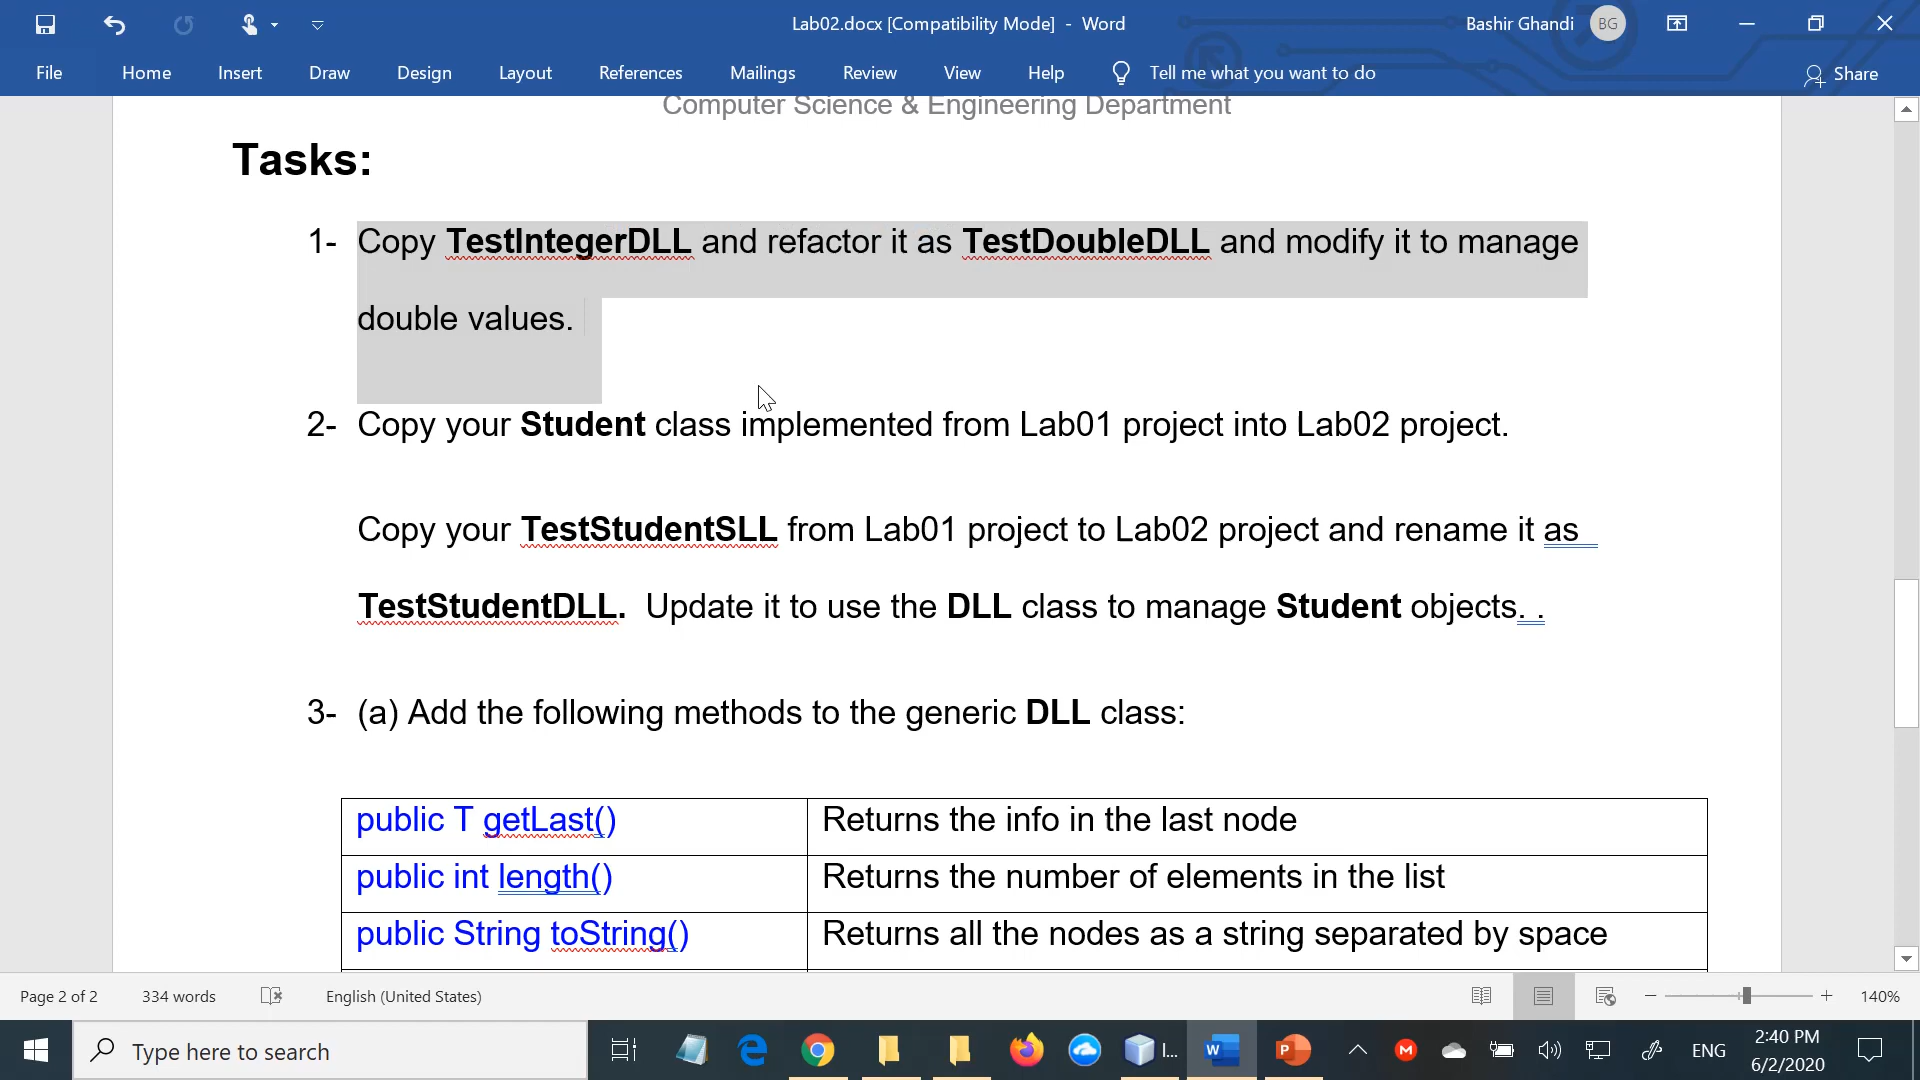 Lab02.docx [Compatibility Mode] - Word
Bashir Ghandi
BG
File Home Insert Draw Design Layout References Mailings Review View Help Tell me what you want to do Share
Computer Science & Engineering Department
Tasks:
1- Copy TestIntegerDLL and refactor it as TestDoubleDLL and modify it to manage
double values.
2- Copy your Student class implemented from Lab01 project into Lab02 project.
Copy your TestStudentSLL from Lab01 project to Lab02 project and rename it as
TestStudentDLL. Update it to use the DLL class to manage Student objects. .
3- (a) Add the following methods to the generic DLL class:
public T getLast() Returns the info in the last node
public int length() Returns the number of elements in the list
public String toString() Returns all the nodes as a string separated by space
Page 2 of 2 334 words English (United States) 140%
Type here to search
I...
ENG
2:40 PM
6/2/2020